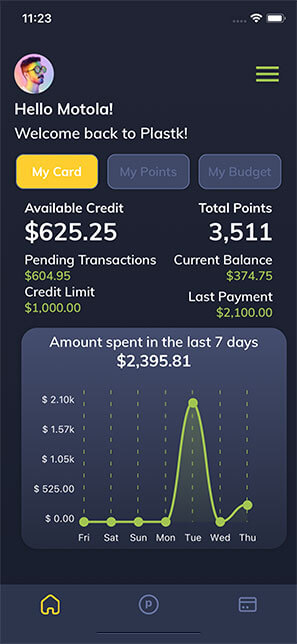 11:23
Hello Motola!
Welcome back to Plastk!
My Card My Points My Budget
Available Credit Total Points
$625.25 3,511
Pending Transactions Current Balance
$604.95 $374.75
Credit Limit Last Payment
$1,000.00 $2,100.00
Amount spent in the last 7 days
$2,395.81
$ 2.10k
$ 1.57k
$ 1.05k
$ 525.00
$ 0.00
Fri Sat Sun Mon Tue Wed Thu
p